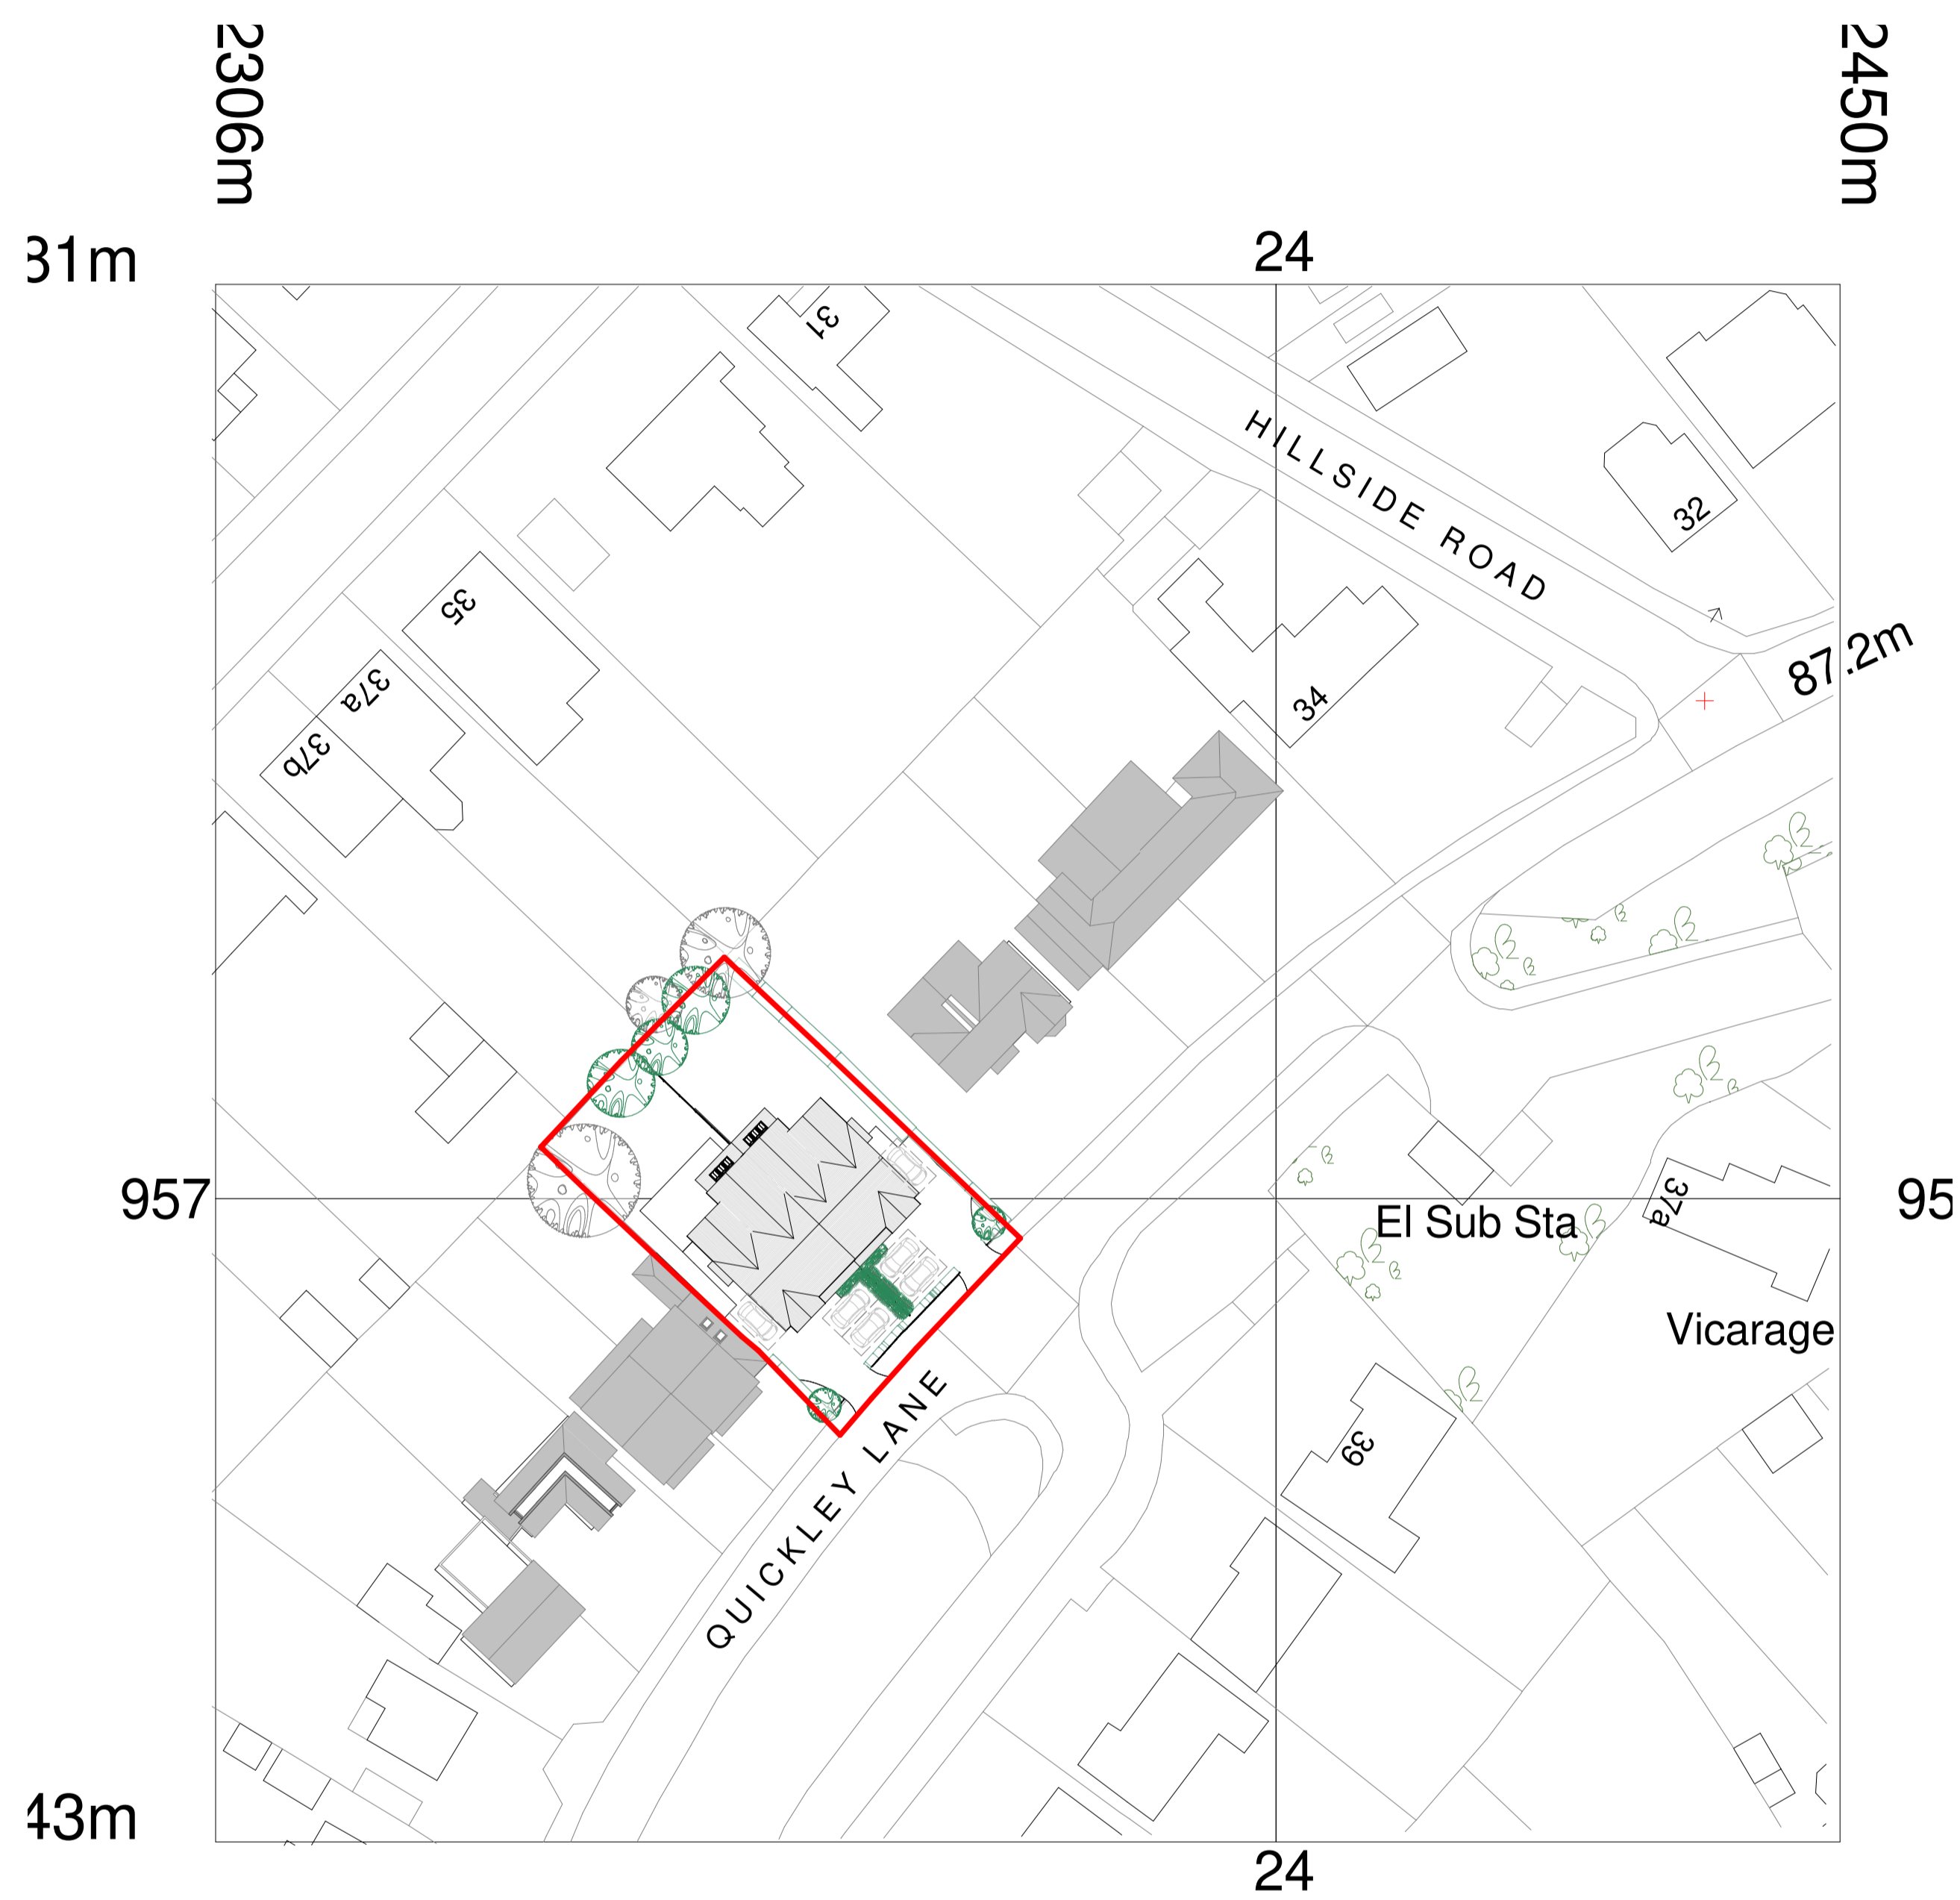 2306m
2450m
31m
24
31
HILLSIDE ROAD
32
35
37a
34
87.2m
37b
957
95
37a
El Sub Sta
Vicarage
39
QUICKLEY LANE
43m
24